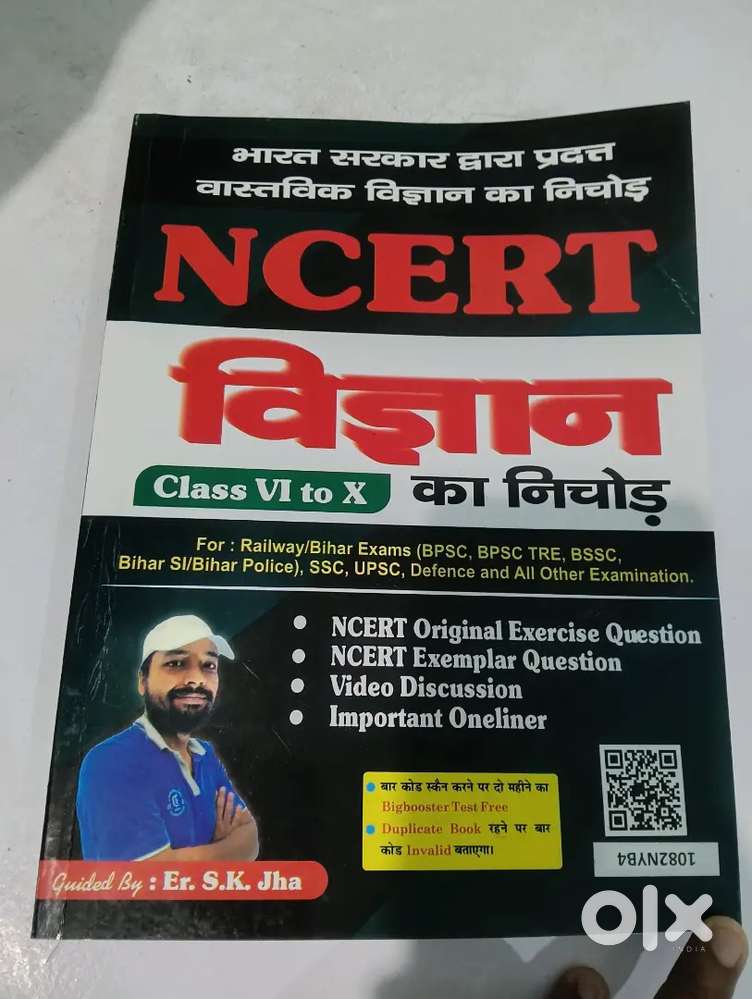 भारत सरकार द्वारा प्रदत्त
वास्तविक विज्ञान का निचोड़
NCERT
विज्ञान
Class VI to X का निचोड़
For : Railway/Bihar Exams (BPSC, BPSC TRE, BSSC,
Bihar SI/Bihar Police), SSC, UPSC, Defence and All Other Examination.
• NCERT Original Exercise Question
• NCERT Exemplar Question
• Video Discussion
• Important Oneliner
• बार कोड स्कैन करने पर दो महीने का
Bigbooster Test Free
• Duplicate Book रहने पर बार
कोड Invalid बताएगा।
1082NYB4
Guided By : Er. S.K. Jha
olx
INDIA